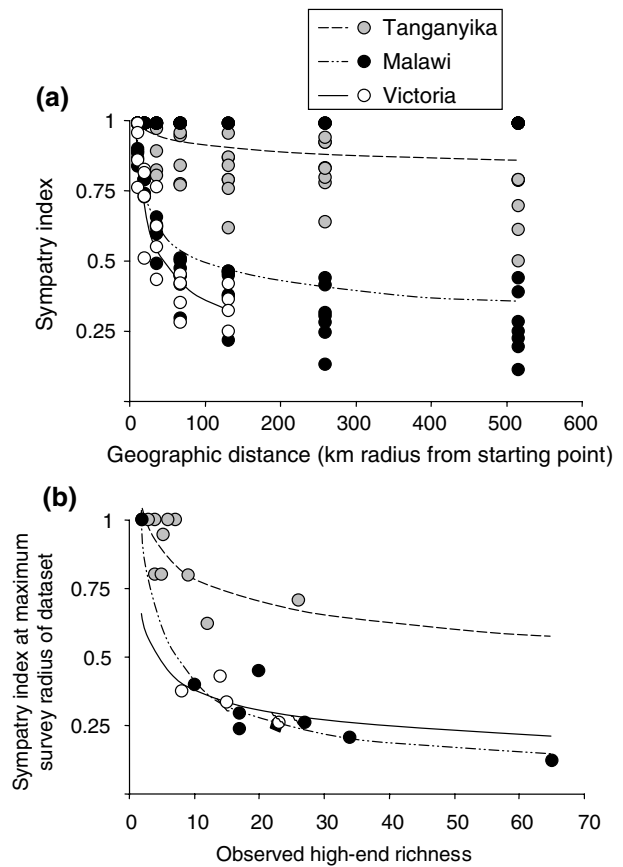 Tanganyika
Malawi
Victoria
(a)
1
0.75
0.5
0.25
Sympatry index
0 100 200 300 400 500 600
Geographic distance (km radius from starting point)
(b)
1
0.75
0.5
0.25
Sympatry index at maximum
survey radius of dataset
0 10 20 30 40 50 60 70
Observed high-end richness